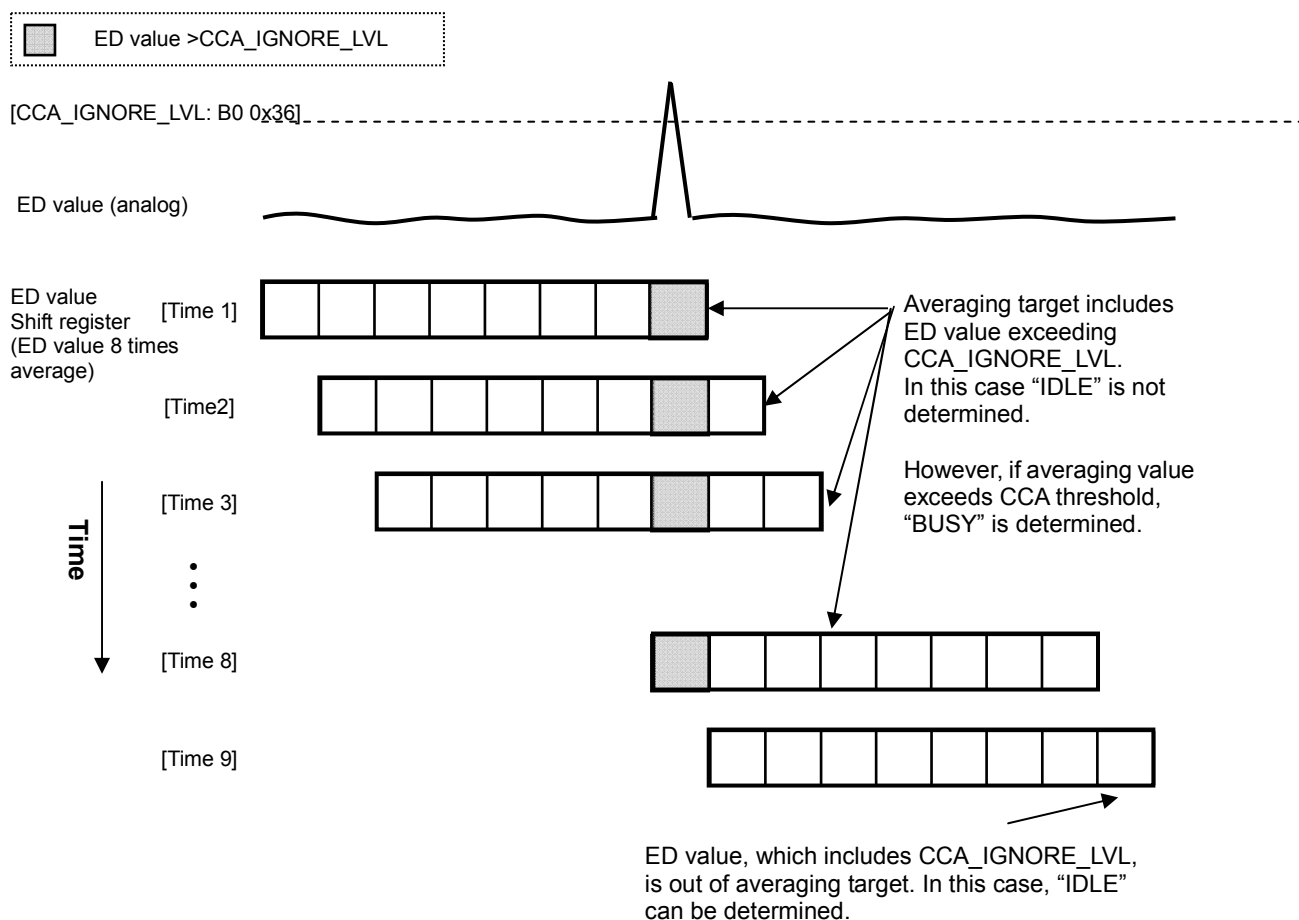 ED value >CCA_IGNORE_LVL
[CCA_IGNORE_LVL: B0 0x36]
ED value (analog)
ED value
Shift register
(ED value 8 times
average)
[Time 1]
Averaging target includes
ED value exceeding
CCA_IGNORE_LVL.
In this case “IDLE” is not
determined.
[Time2]
However, if averaging value
exceeds CCA threshold,
“BUSY” is determined.
[Time 3]
Time
[Time 8]
[Time 9]
ED value, which includes CCA_IGNORE_LVL,
is out of averaging target. In this case, “IDLE”
can be determined.